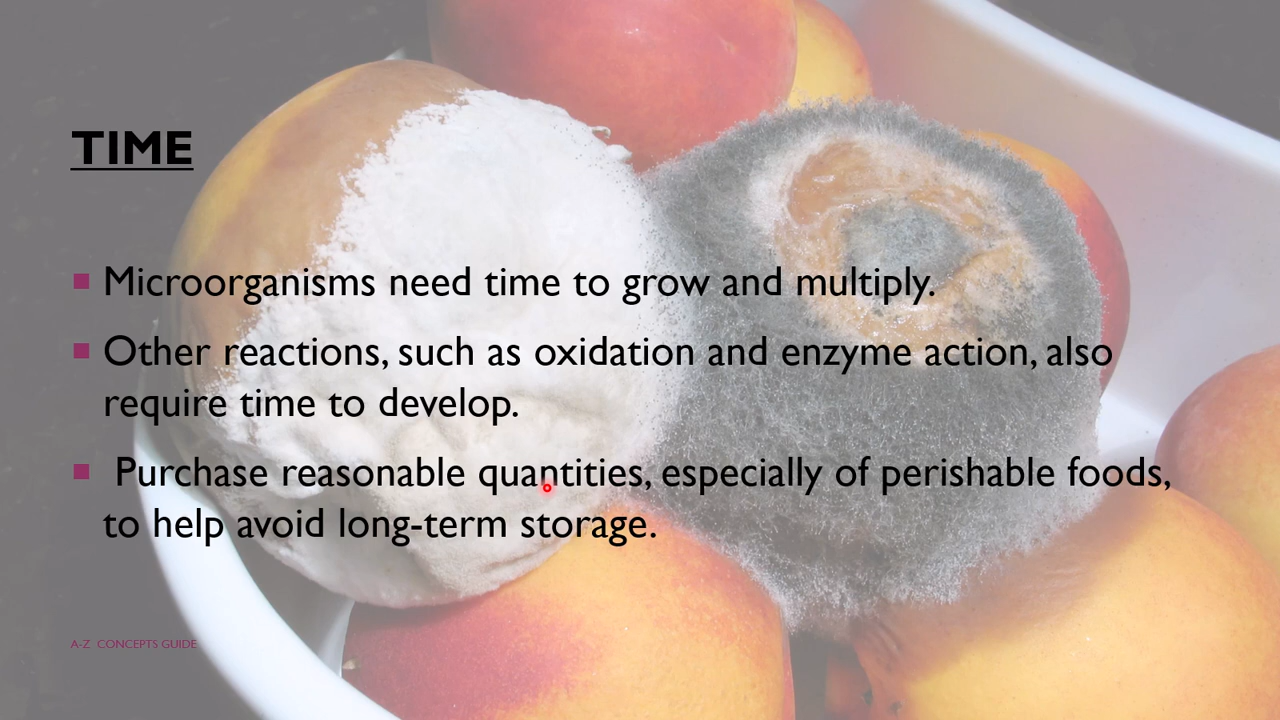 TIME
Microorganisms need time to grow and multiply.
Other reactions, such as oxidation and enzyme action, also
require time to develop.
Purchase reasonable quantities, especially of perishable foods,
to help avoid long-term storage.
A-Z CONCEPTS GUIDE